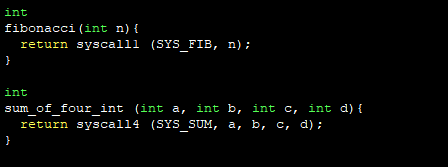 int
fibonacci(int n){
  return syscall1 (SYS_FIB, n);
}

int
sum_of_four_int (int a, int b, int c, int d){
  return syscall4 (SYS_SUM, a, b, c, d);
}